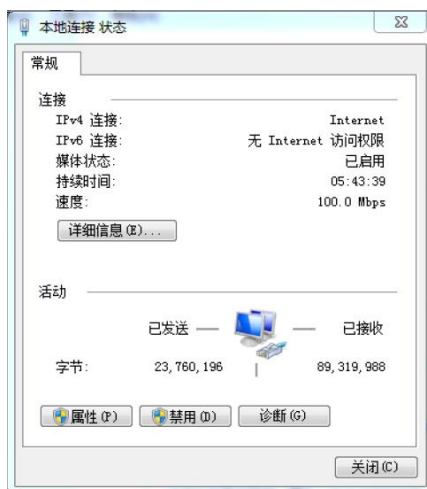 本地连接 状态
常规
连接
IPv4 连接: Internet
IPv6 连接: 无 Internet 访问权限
媒体状态: 已启用
持续时间: 05:43:39
速度: 100.0 Mbps
详细信息(E)...
活动
已发送 — — 已接收
字节: 23,760,196 | 89,319,988
属性(P) 禁用(D) 诊断(G)
关闭(C)